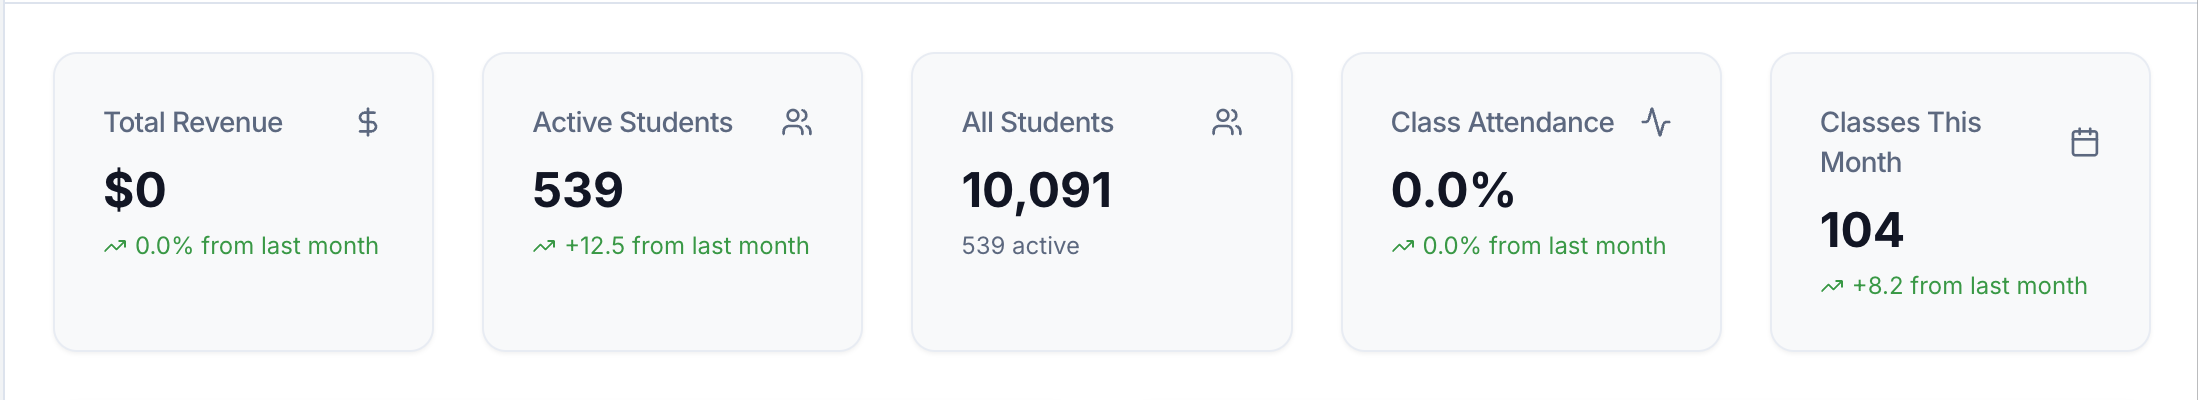 Total Revenue
$0
0.0% from last month
Active Students
539
+12.5 from last month
All Students
10,091
539 active
Class Attendance
0.0%
0.0% from last month
Classes This
Month
104
+8.2 from last month